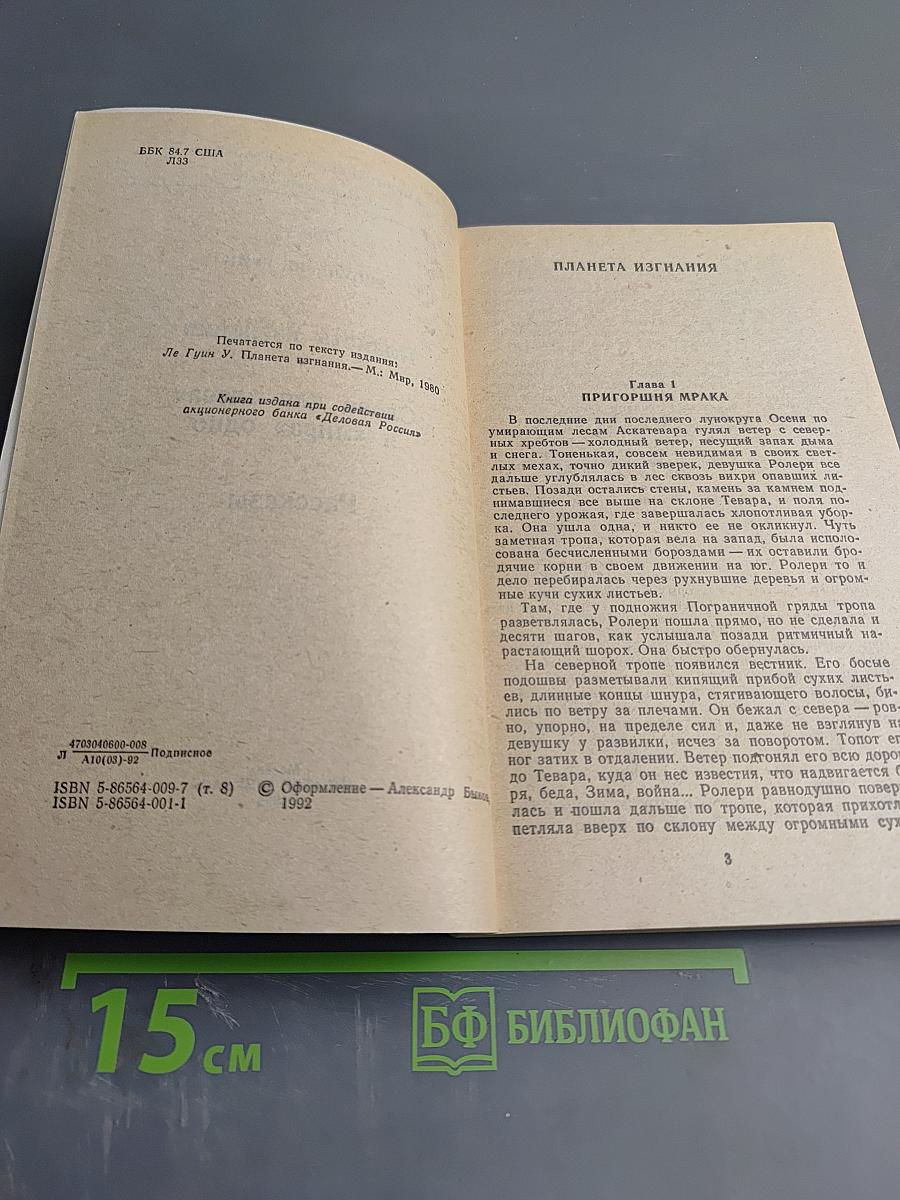 ББК 84.7 США
Л33
Печатается по тексту издания:
Ле Гуин У. Планета изгнания.— М.: Мир, 1980
Книга издана при содействии
акционерного банка «Деловая Россия»
Л 4703040600-008 Подписное
А10(03)-92
ISBN 5-86564-009-7 (т. 8)
ISBN 5-86564-001-1
© Оформление — Александр Быков,
1992
ПЛАНЕТА ИЗГНАНИЯ
Глава 1
ПРИГОРШНЯ МРАКА
В последние дни последнего лунокруга Осени по
умирающим лесам Аскатевара гулял ветер с север-
ных хребтов — холодный ветер, несущий запах дыма
и снега. Тоненькая, совсем невидимая в своих свет-
лых мехах, точно дикий зверек, девушка Ролери все
дальше углублялась в лес сквозь вихри опавших ли-
стьев. Позади остались стены, камень за камнем под-
нимавшиеся все выше на склоне Тевара, и поля по-
следнего урожая, где завершалась хлопотливая убор-
ка. Она ушла одна, и никто ее не окликнул. Чуть
заметная тропа, которая вела на запад, была исполо-
сована бесчисленными бороздами — их оставили бро-
дячие корни в своем движении на юг. Ролери то и
дело перебиралась через рухнувшие деревья и огром-
ные кучи сухих листьев.
Там, где у подножия Пограничной гряды тропа
разветвлялась, Ролери пошла прямо, но не сделала и
десяти шагов, как услышала позади ритмичный на-
растающий шорох. Она быстро обернулась.
На северной тропе появился вестник. Его босые
подошвы разметывали кипящий прибой сухих листь-
ев, длинные концы шнура, стягивающего волосы, би-
лись по ветру за плечами. Он бежал с севера — ров-
но, упорно, на пределе сил и, даже не взглянув на
девушку у развилки, исчез за поворотом. Топот ег
ног затих в отдалении. Ветер подгонял его всю доро
до Тевара, куда он нес известия, что надвигается б
ря, беда, Зима, война... Ролери равнодушно повер
лась и пошла дальше по тропе, которая прихотл
петляла вверх по склону между огромными сух
3
15 см
БФ БИБЛИОФАН